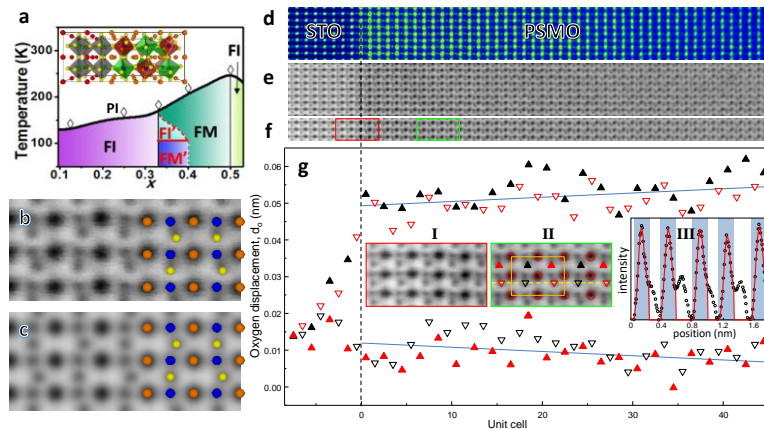 a
Temperature (K)
300
200
100
PI
FI
FI'
FM'
FM
FI
0.1 0.2 0.3 0.4 0.5
x
b
c
d
STO
PSMO
e
f
g
Oxygen displacement, do (nm)
0.06
0.05
0.04
0.03
0.02
0.01
0.00
0 10 20 30 40
Unit cell
I
II
III
intensity
0 0.4 0.8 1.2 1.6
position (nm)